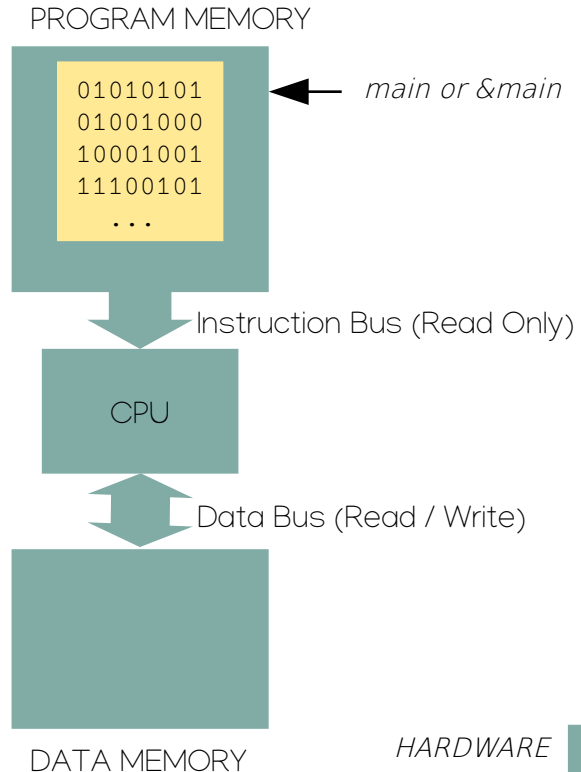 PROGRAM MEMORY
01010101
01001000
10001001
11100101
...
main or &main
Instruction Bus (Read Only)
CPU
Data Bus (Read / Write)
DATA MEMORY
HARDWARE